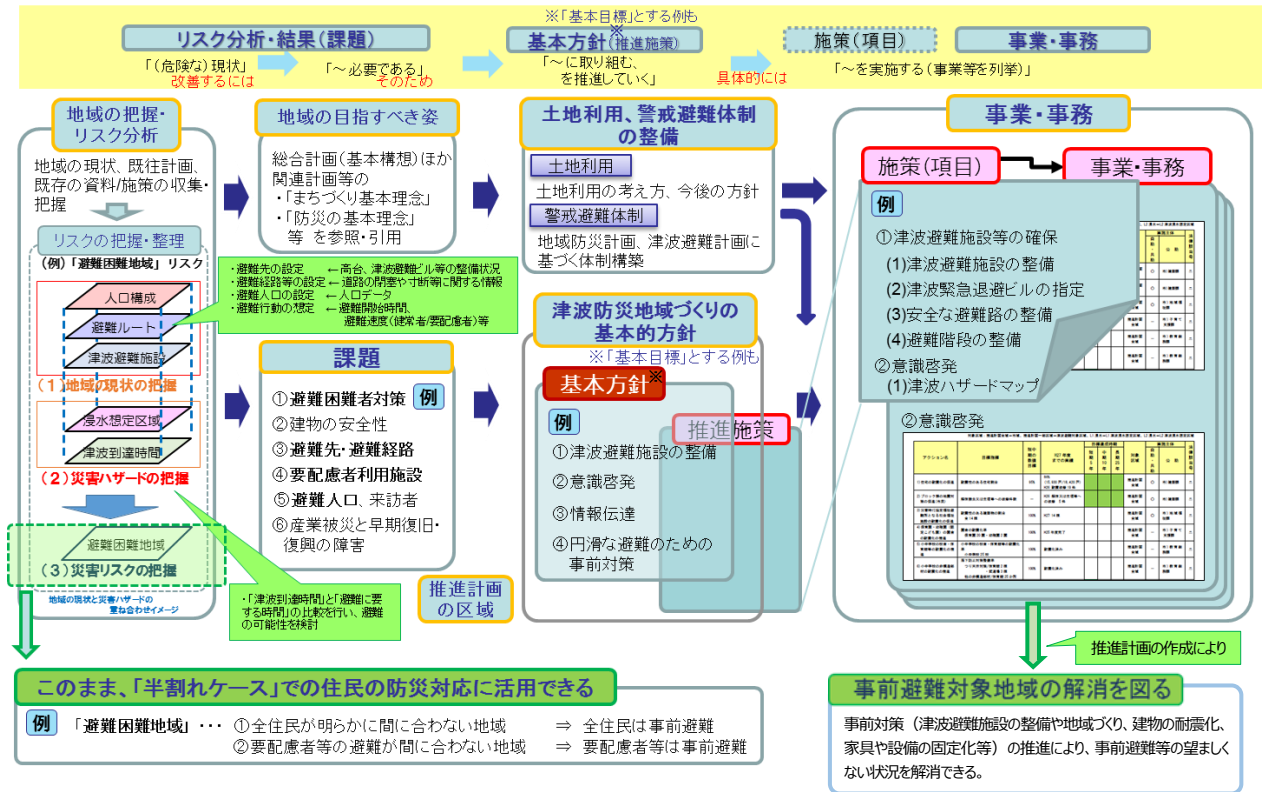 ※「基本目標」とする例も
リスク分析・結果(課題)
基本方針(推進施策)
※
施策(項目)
事業・事務
「(危険な)現状」
改善するには
「～必要である」
そのため
「～に取り組む、
を推進していく」
具体的には
「～を実施する(事業等を列挙)」
地域の把握・
リスク分析
地域の現状、既往計画、
既存の資料/施策の収集・
把握
リスクの把握・整理
(例)「避難困難地域」リスク
人口構成
避難ルート
津波避難施設
(1)地域の現状の把握
浸水想定区域
津波到達時間
(2)災害ハザードの把握
避難困難地域
(3)災害リスクの把握
地域の現状と災害ハザードの
重ね合わせイメージ
地域の目指すべき姿
総合計画(基本構想)ほか
関連計画等の
・「まちづくり基本理念」
・「防災の基本理念」
等 を参照・引用
・避難先の設定 ←高台、津波避難ビル等の整備状況
・避難経路等の設定 ←道路の閉塞や寸断等に関する情報
・避難人口の設定 ←人口データ
・避難行動の想定 ←避難開始時間、
避難速度(健常者/要配慮者)等
課題
①避難困難者対策 例
②建物の安全性
③避難先・避難経路
④要配慮者利用施設
⑤避難人口、来訪者
⑥産業被災と早期復旧・
復興の障害
・「津波到達時間」と「避難に要
する時間」の比較を行い、避難
の可能性を検討
推進計画
の区域
土地利用、警戒避難体制
の整備
土地利用
土地利用の考え方、今後の方針
警戒避難体制
地域防災計画、津波避難計画に
基づく体制構築
津波防災地域づくりの
基本的方針
※「基本目標」とする例も
基本方針※
例
推進施策
①津波避難施設の整備
②意識啓発
③情報伝達
④円滑な避難のための
事前対策
事業・事務
施策(項目)
事業・事務
例
①津波避難施設等の確保
(1)津波避難施設の整備
(2)津波緊急退避ビルの指定
(3)安全な避難路の整備
(4)避難階段の整備
②意識啓発
(1)津波ハザードマップ
②意識啓発
アクション名
目標指標
推進計画の作成により
このまま、「半割れケース」での住民の防災対応に活用できる
例 「避難困難地域」・・・ ①全住民が明らかに間に合わない地域 ⇒ 全住民は事前避難
②要配慮者等の避難が間に合わない地域 ⇒ 要配慮者等は事前避難
事前避難対象地域の解消を図る
事前対策（津波避難施設の整備や地域づくり、建物の耐震化、
家具や設備の固定化等）の推進により、事前避難等の望ましく
ない状況を解消できる。